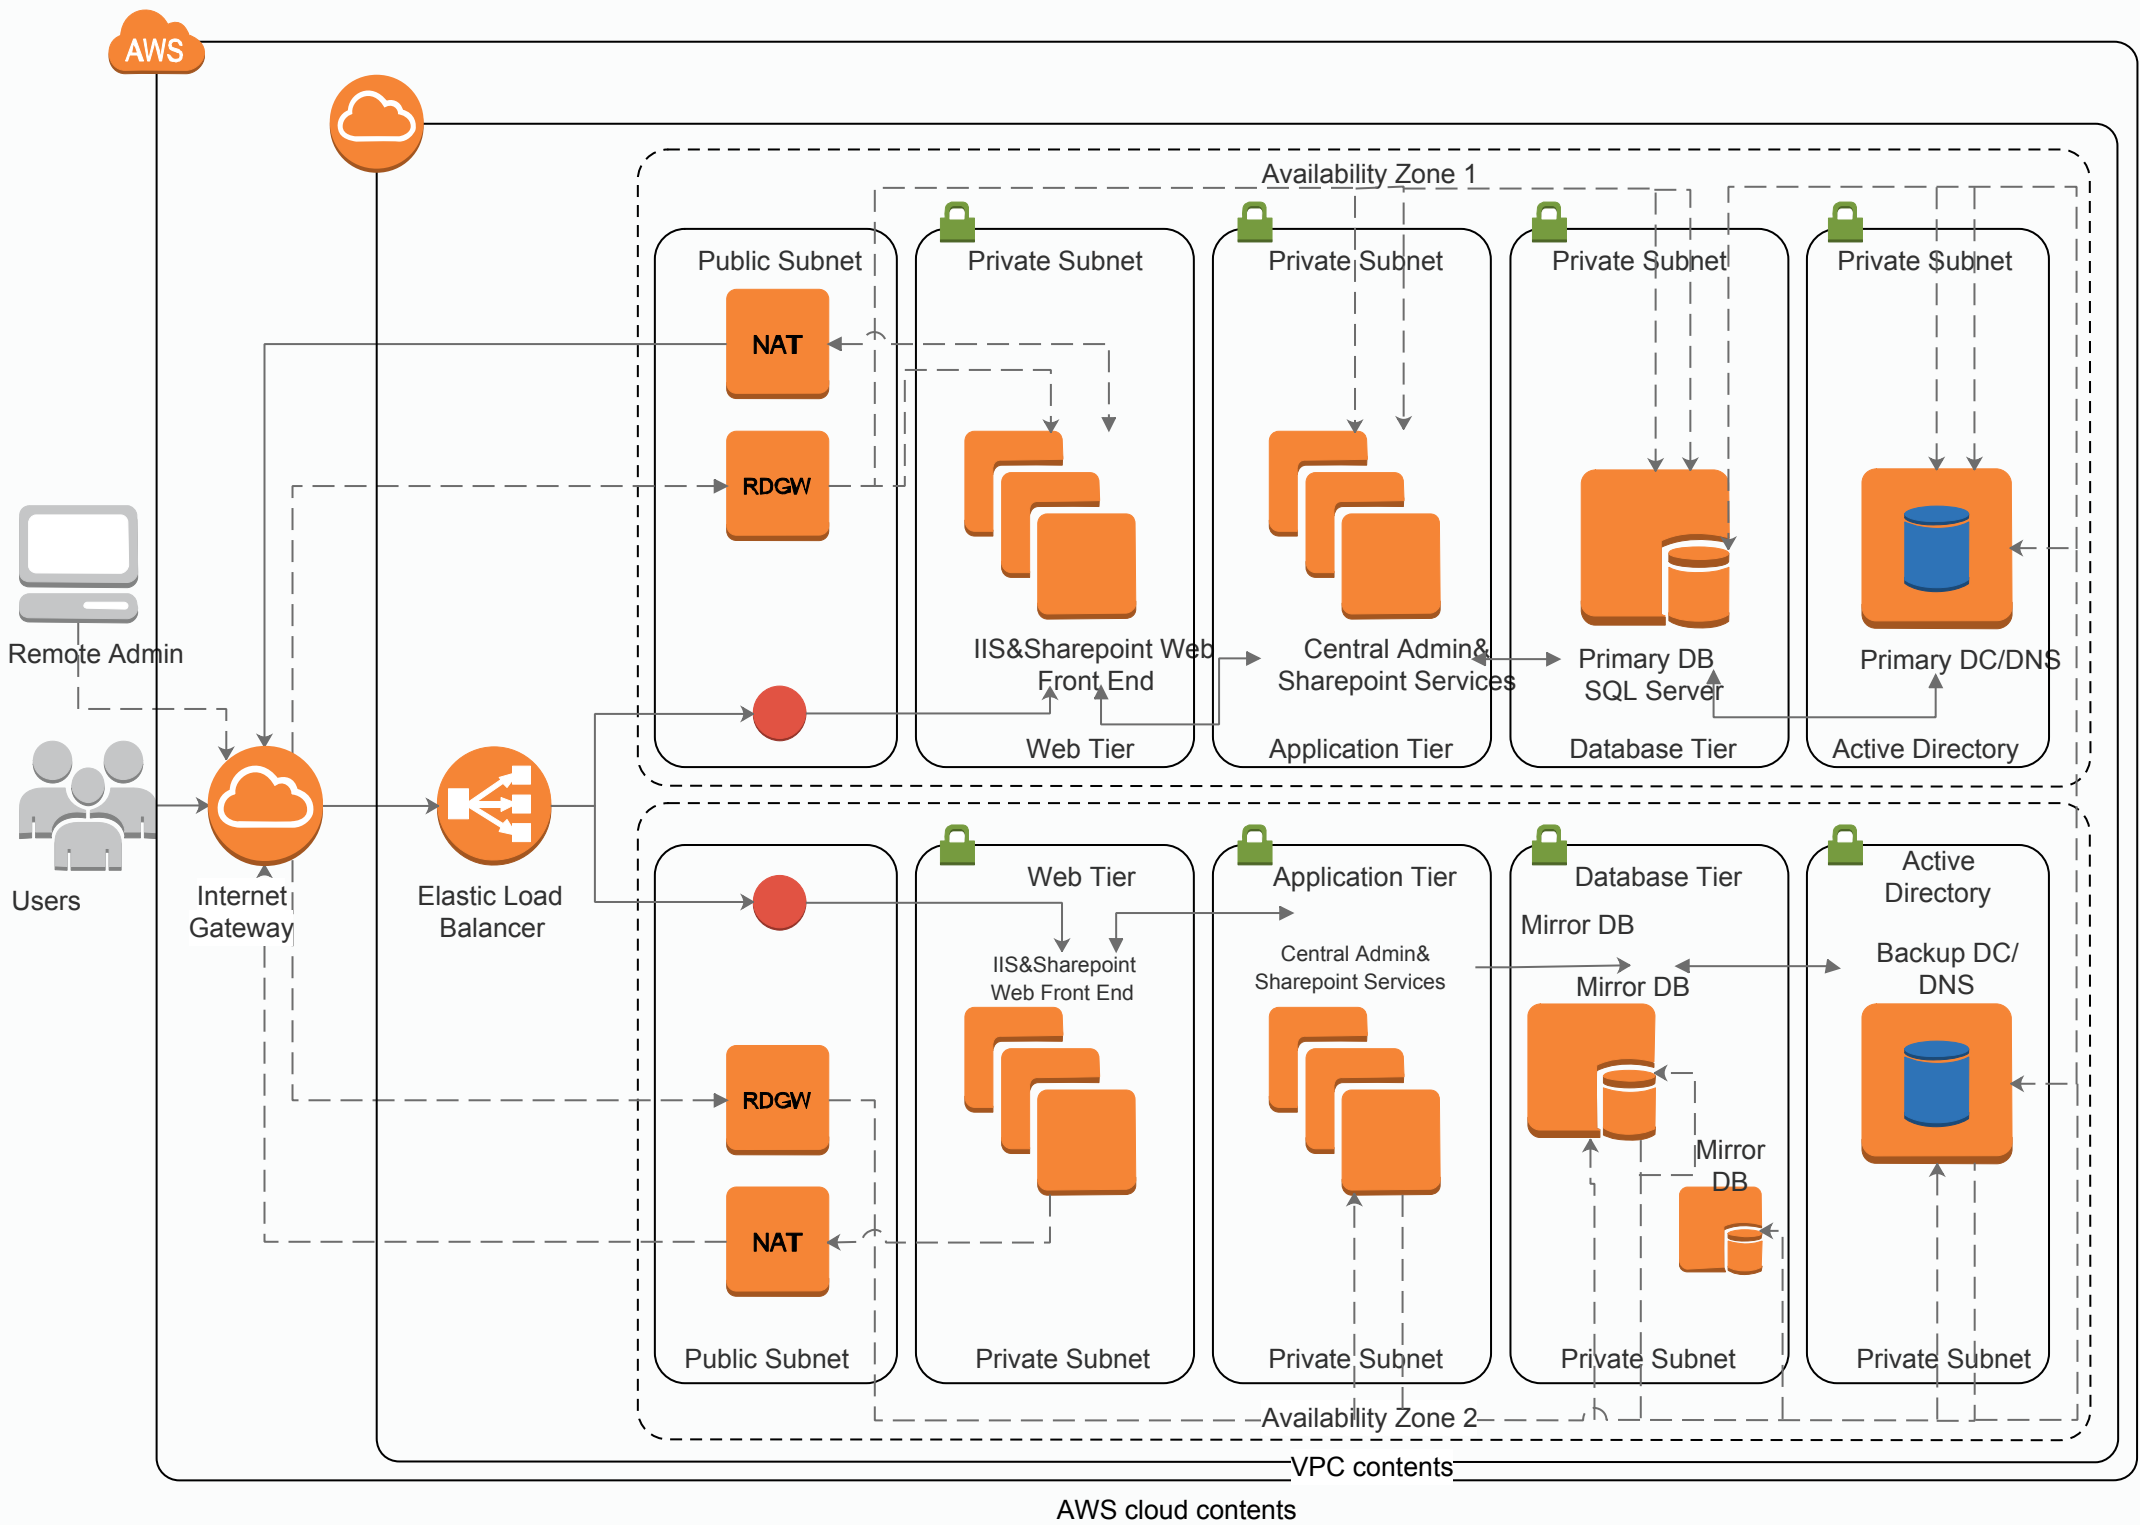 AWS
Availability Zone 1
Public Subnet
Private Subnet
Private Subnet
Private Subnet
Private Subnet
NAT
RDGW
Remote Admin
IIS&Sharepoint Web
Front End
Central Admin&
Sharepoint Services
Primary DB
SQL Server
Primary DC/DNS
Web Tier
Application Tier
Database Tier
Active Directory
Users
Internet
Gateway
Elastic Load
Balancer
Web Tier
Application Tier
Database Tier
Active
Directory
Mirror DB
IIS&Sharepoint
Web Front End
Central Admin&
Sharepoint Services
Mirror DB
Backup DC/
DNS
RDGW
Mirror
DB
NAT
Public Subnet
Private Subnet
Private Subnet
Private Subnet
Private Subnet
Availability Zone 2
VPC contents
AWS cloud contents